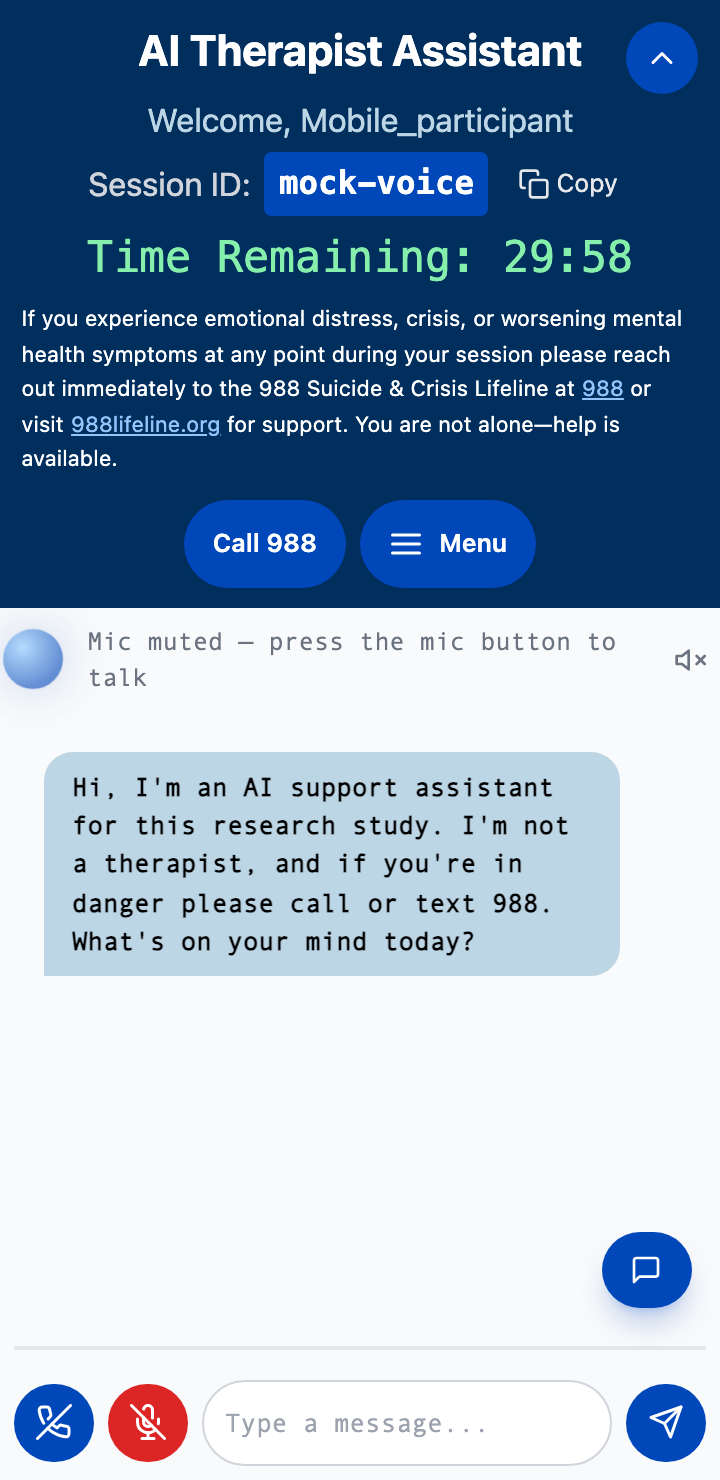 AI Therapist Assistant
Welcome, Mobile_participant
Session ID: mock-voice Copy
Time Remaining: 29:58
If you experience emotional distress, crisis, or worsening mental
health symptoms at any point during your session please reach
out immediately to the 988 Suicide & Crisis Lifeline at 988 or
visit 988lifeline.org for support. You are not alone—help is
available.
Call 988 Menu
Mic muted — press the mic button to
talk
Hi, I'm an AI support assistant
for this research study. I'm not
a therapist, and if you're in
danger please call or text 988.
What's on your mind today?
Type a message...